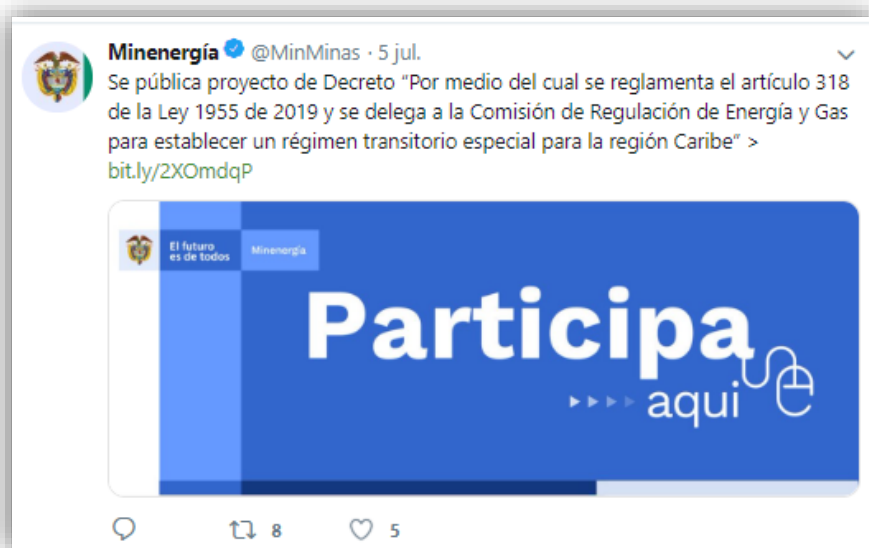 Minenergía @MinMinas · 5 jul.
Se pública proyecto de Decreto “Por medio del cual se reglamenta el artículo 318
de la Ley 1955 de 2019 y se delega a la Comisión de Regulación de Energía y Gas
para establecer un régimen transitorio especial para la región Caribe” >
bit.ly/2XOmdqP
El futuro
es de todos
Minenergía
Participa
aqui
8
5